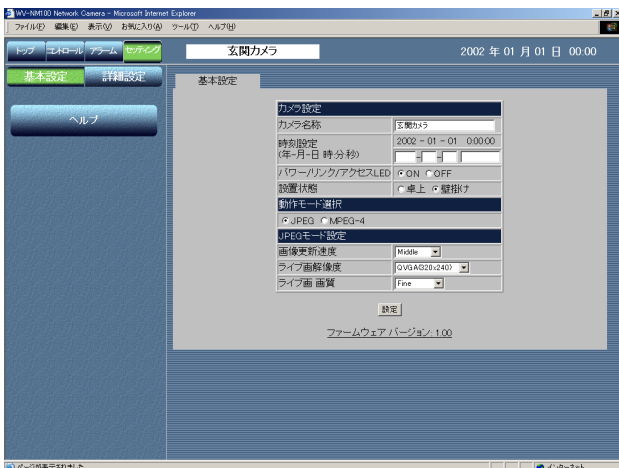 WV-NM100 Network Camera - Microsoft Internet Explorer
ファイル(F) 編集(E) 表示(V) お気に入り(A) ツール(T) ヘルプ(H)
トップ コントロール アラーム セッティング 玄関カメラ 2002 年 01 月 01 日 00:00
基本設定 詳細設定
ヘルプ
基本設定
カメラ設定
カメラ名称 玄関カメラ
時刻設定 2002 - 01 - 01 0:00:00
(年-月-日 時:分:秒) - -
パワー/リンク/アクセスLED ON OFF
設置状態 卓上 壁掛け
動作モード選択
JPEG MPEG-4
JPEGモード設定
画像更新速度 Middle
ライブ画解像度 QVGA(320x240)
ライブ画 画質 Fine
設定
ファームウェア バージョン: 1.00
ページが表示されました
インターネット